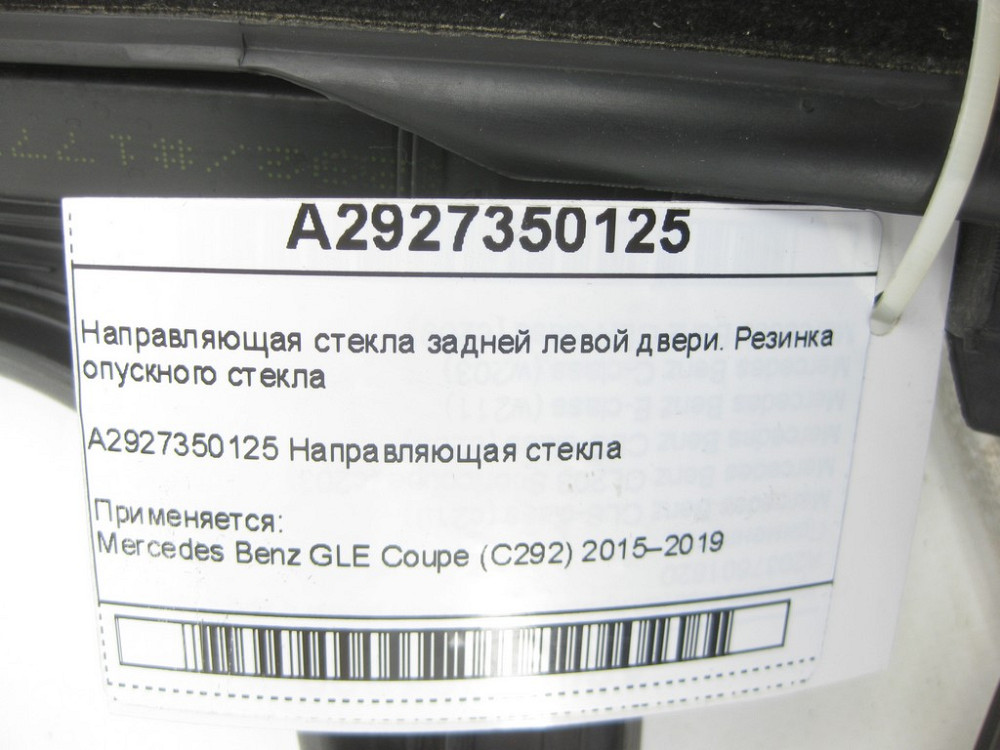 A2927350125
Направляющая стекла задней левой двери. Резинка
опускного стекла
A2927350125 Направляющая стекла
Применяется:
Mercedes Benz GLE Coupe (C292) 2015–2019